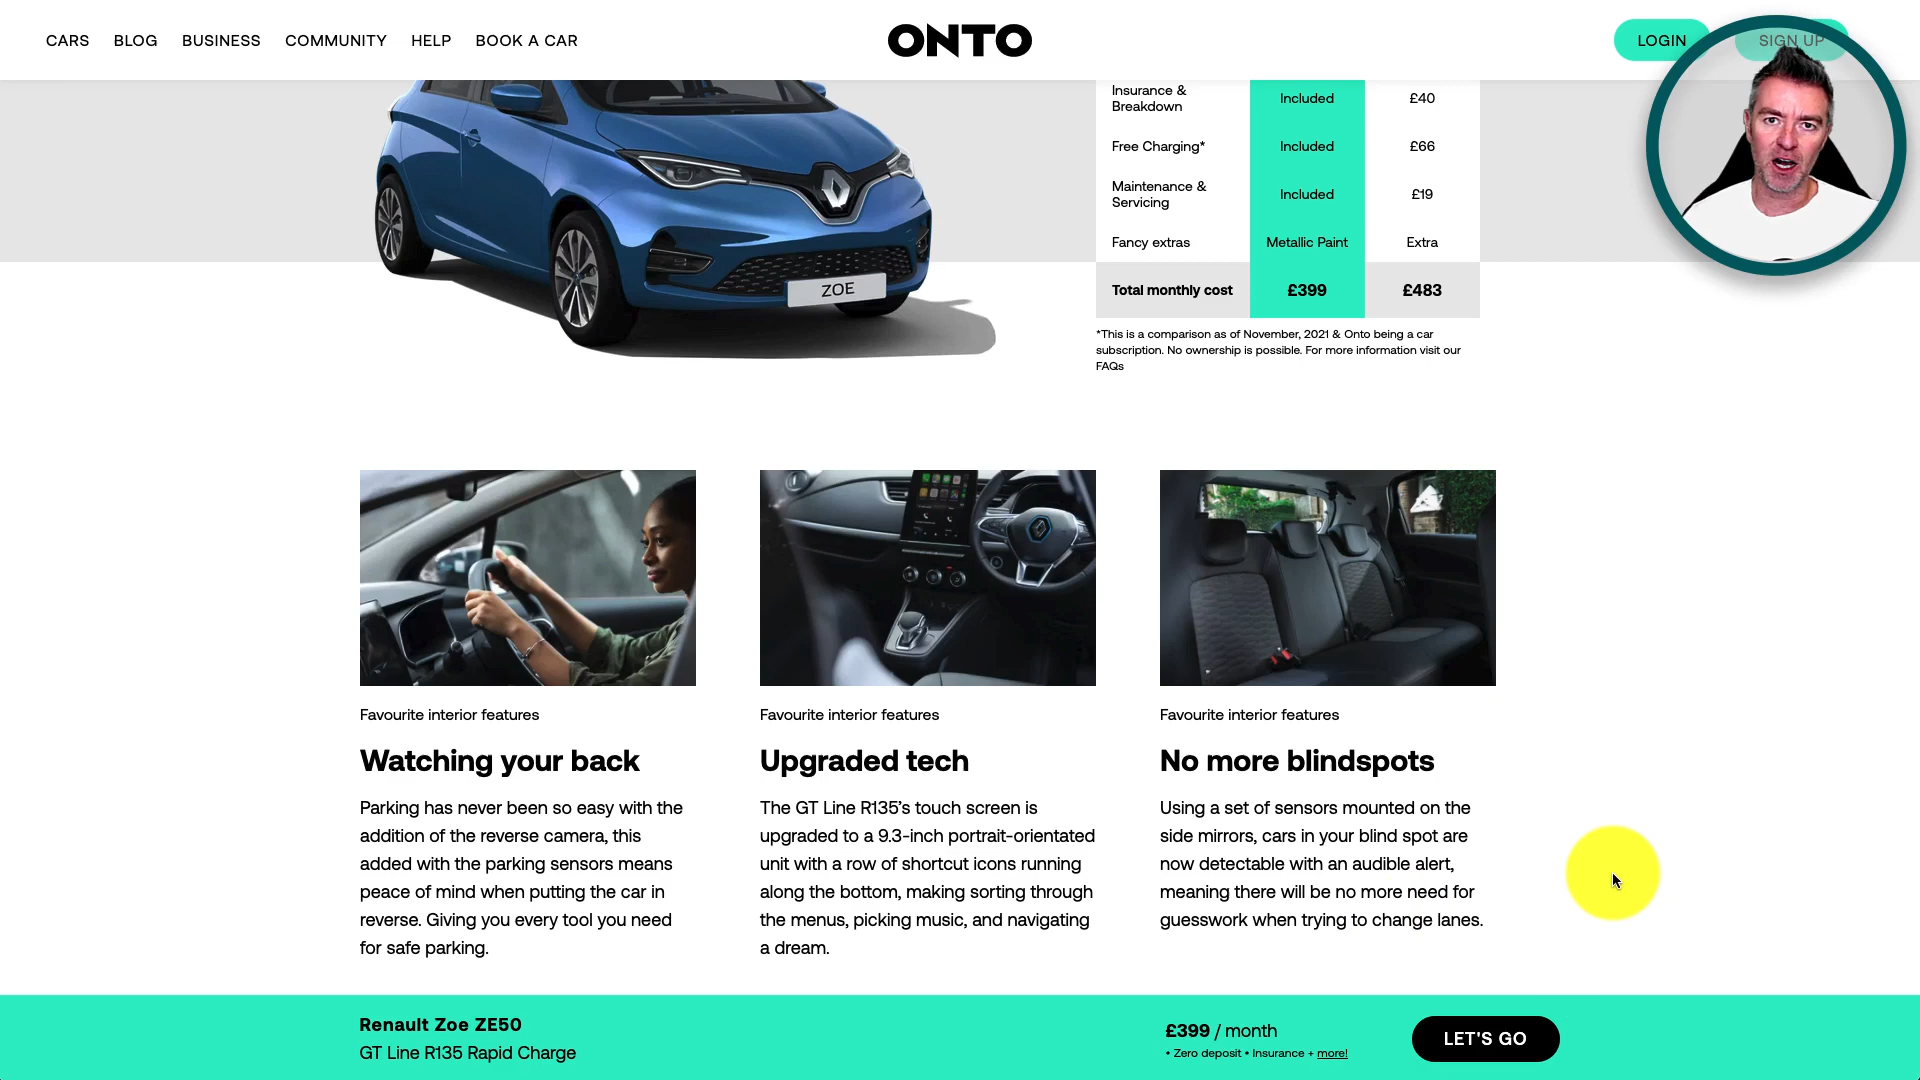 CARS BLOG BUSINESS COMMUNITY HELP BOOK A CAR
ONTO
LOGIN
SIGN UP
Insurance &
Breakdown
Included
£40
Free Charging*
Included
£66
Maintenance &
Servicing
Included
£19
Fancy extras
Metallic Paint
Extra
Total monthly cost
£399
£483
*This is a comparison as of November, 2021 & Onto being a car
subscription. No ownership is possible. For more information visit our
FAQs
ZOE
Favourite interior features
Watching your back
Parking has never been so easy with the
addition of the reverse camera, this
added with the parking sensors means
peace of mind when putting the car in
reverse. Giving you every tool you need
for safe parking.
Favourite interior features
Upgraded tech
The GT Line R135’s touch screen is
upgraded to a 9.3-inch portrait-orientated
unit with a row of shortcut icons running
along the bottom, making sorting through
the menus, picking music, and navigating
a dream.
Favourite interior features
No more blindspots
Using a set of sensors mounted on the
side mirrors, cars in your blind spot are
now detectable with an audible alert,
meaning there will be no more need for
guesswork when trying to change lanes.
Renault Zoe ZE50
GT Line R135 Rapid Charge
£399 / month
• Zero deposit • Insurance + more!
LET'S GO